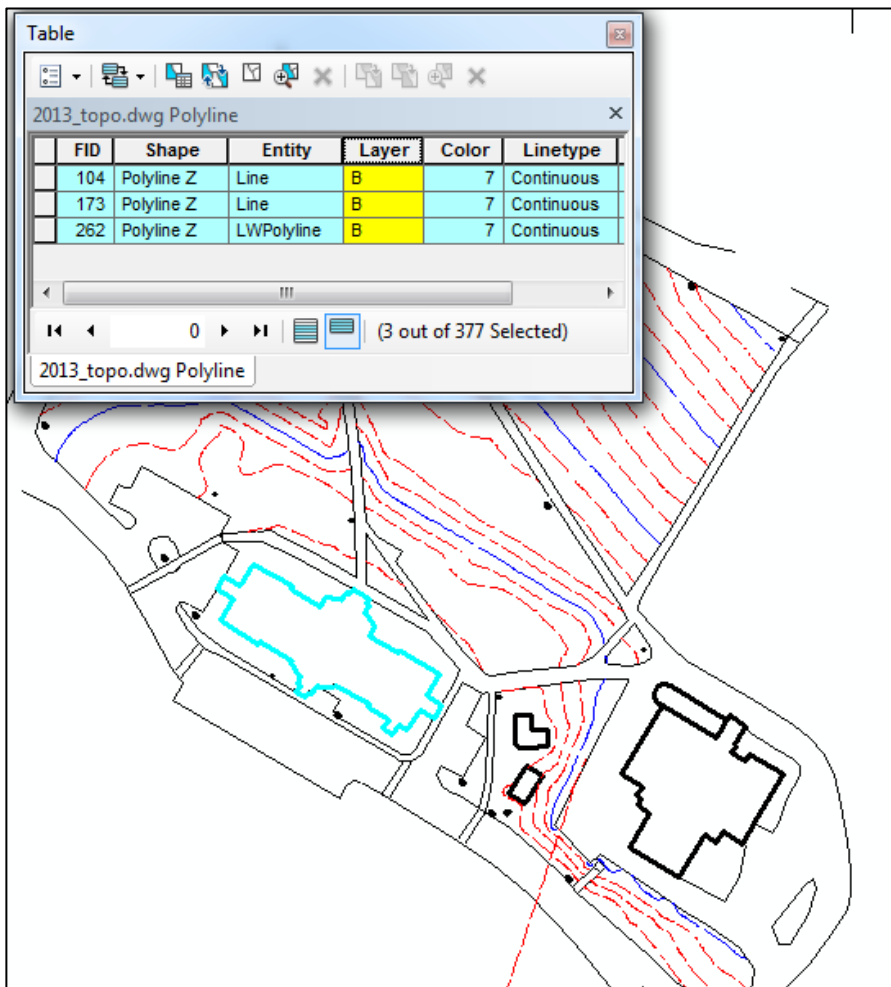 Table
2013_topo.dwg Polyline
FID Shape Entity Layer Color Linetype
104 Polyline Z Line B 7 Continuous
173 Polyline Z Line B 7 Continuous
262 Polyline Z LWPolyline B 7 Continuous
0 (3 out of 377 Selected)
2013_topo.dwg Polyline